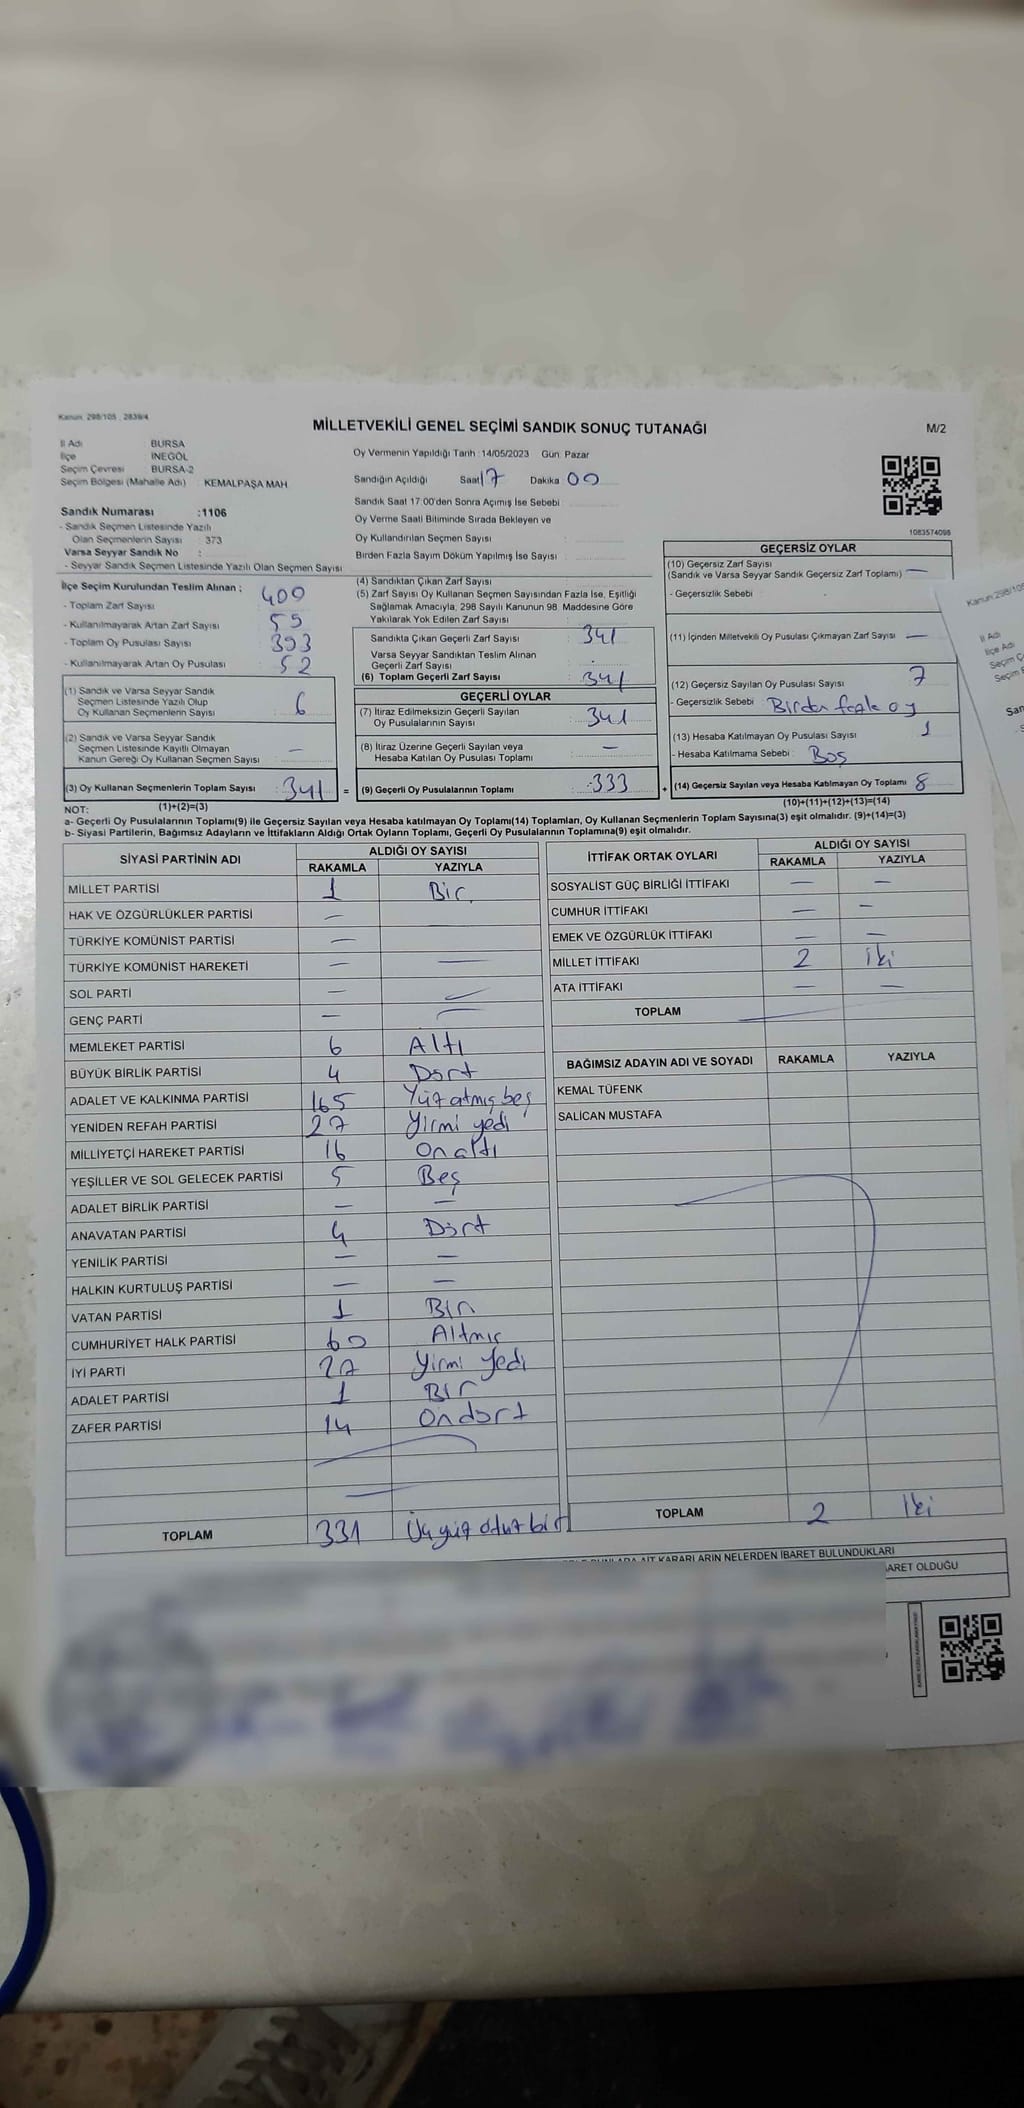 Kanun: 298/105 , 2839/4
MİLLETVEKİLİ GENEL SEÇİMİ SANDIK SONUÇ TUTANAĞI
M/2
İl Adı : BURSA
İlçe : İNEGÖL
Seçim Çevresi : BURSA-2
Seçim Bölgesi (Mahalle Adı) : KEMALPAŞA MAH.
Sandık Numarası :1106
- Sandık Seçmen Listesinde Yazılı
Olan Seçmenlerin Sayısı : 373
Varsa Seyyar Sandık No :
- Seyyar Sandık Seçmen Listesinde Yazılı Olan Seçmen Sayısı :
Oy Vermenin Yapıldığı Tarih :14/05/2023 Gün: Pazar
Sandığın Açıldığı Saat 17 Dakika 00
Sandık Saat 17:00'den Sonra Açımış İse Sebebi :
Oy Verme Saati Bitiminde Sırada Bekleyen ve
Oy Kullandırılan Seçmen Sayısı :
Birden Fazla Sayım Döküm Yapılmış İse Sayısı :
1083574095
İlçe Seçim Kurulundan Teslim Alınan :
- Toplam Zarf Sayısı : 400
- Kullanılmayarak Artan Zarf Sayısı : 59
- Toplam Oy Pusulası Sayısı : 393
- Kullanılmayarak Artan Oy Pusulası : 52
(1) Sandık ve Varsa Seyyar Sandık
Seçmen Listesinde Yazılı Olup
Oy Kullanan Seçmenlerin Sayısı : 6
(2) Sandık ve Varsa Seyyar Sandık
Seçmen Listesinde Kayıtlı Olmayan
Kanun Gereği Oy Kullanan Seçmen Sayısı : —
(3) Oy Kullanan Seçmenlerin Toplam Sayısı : 341 =
(4) Sandıktan Çıkan Zarf Sayısı :
(5) Zarf Sayısı Oy Kullanan Seçmen Sayısından Fazla İse, Eşitliği
Sağlamak Amacıyla, 298 Sayılı Kanunun 98. Maddesine Göre
Yakılarak Yok Edilen Zarf Sayısı :
Sandıkta Çıkan Geçerli Zarf Sayısı : 341
Varsa Seyyar Sandıktan Teslim Alınan
Geçerli Zarf Sayısı :
(6) Toplam Geçerli Zarf Sayısı : 341
GEÇERLİ OYLAR
(7) İtiraz Edilmeksizin Geçerli Sayılan
Oy Pusulalarının Sayısı : 341
(8) İtiraz Üzerine Geçerli Sayılan veya
Hesaba Katılan Oy Pusulası Toplamı : —
(9) Geçerli Oy Pusulalarının Toplamı : 333 +
GEÇERSİZ OYLAR
(10) Geçersiz Zarf Sayısı
(Sandık ve Varsa Seyyar Sandık Geçersiz Zarf Toplamı) : —
- Geçersizlik Sebebi :
(11) İçinden Milletvekili Oy Pusulası Çıkmayan Zarf Sayısı : —
(12) Geçersiz Sayılan Oy Pusulası Sayısı : 7
- Geçersizlik Sebebi : Birden fazla oy
(13) Hesaba Katılmayan Oy Pusulası Sayısı : 1
- Hesaba Katılmama Sebebi : Boş
(14) Geçersiz Sayılan veya Hesaba Katılmayan Oy Toplamı : 8
NOT: (1)+(2)=(3) (10)+(11)+(12)+(13)=(14)
a- Geçerli Oy Pusulalarının Toplamı(9) ile Geçersiz Sayılan veya Hesaba katılmayan Oy Toplamı(14) Toplamları, Oy Kullanan Seçmenlerin Toplam Sayısına(3) eşit olmalıdır. (9)+(14)=(3)
b- Siyasi Partilerin, Bağımsız Adayların ve İttifakların Aldığı Ortak Oyların Toplamı, Geçerli Oy Pusulalarının Toplamına(9) eşit olmalıdır.
SİYASİ PARTİNİN ADI ALDIĞI OY SAYISI
RAKAMLA YAZIYLA
MİLLET PARTİSİ 1 Bir
HAK VE ÖZGÜRLÜKLER PARTİSİ —
TÜRKİYE KOMÜNİST PARTİSİ —
TÜRKİYE KOMÜNİST HAREKETİ — —
SOL PARTİ — —
GENÇ PARTİ — —
MEMLEKET PARTİSİ 6 Altı
BÜYÜK BİRLİK PARTİSİ 4 Dört
ADALET VE KALKINMA PARTİSİ 165 Yüz atmış beş
YENİDEN REFAH PARTİSİ 27 Yirmi yedi
MİLLİYETÇİ HAREKET PARTİSİ 16 On altı
YEŞİLLER VE SOL GELECEK PARTİSİ 5 Beş
ADALET BİRLİK PARTİSİ — —
ANAVATAN PARTİSİ 4 Dört
YENİLİK PARTİSİ — —
HALKIN KURTULUŞ PARTİSİ — —
VATAN PARTİSİ 1 Bir
CUMHURİYET HALK PARTİSİ 60 Altmış
İYİ PARTİ 27 Yirmi yedi
ADALET PARTİSİ 1 Bir
ZAFER PARTİSİ 14 On dört
TOPLAM 331 Üç yüz otuz bir
İTTİFAK ORTAK OYLARI ALDIĞI OY SAYISI
RAKAMLA YAZIYLA
SOSYALİST GÜÇ BİRLİĞİ İTTİFAKI — —
CUMHUR İTTİFAKI — —
EMEK VE ÖZGÜRLÜK İTTİFAKI — —
MİLLET İTTİFAKI 2 iki
ATA İTTİFAKI — —
TOPLAM
BAĞIMSIZ ADAYIN ADI VE SOYADI RAKAMLA YAZIYLA
KEMAL TÜFENK
SALİCAN MUSTAFA
TOPLAM 2 İki
AİT KARARLARIN NELERDEN İBARET BULUNDUKLARI
BARET OLDUĞU
Kanun:298/105
İl Adı
İlçe Adı
Seçim Ç
Seçim
San